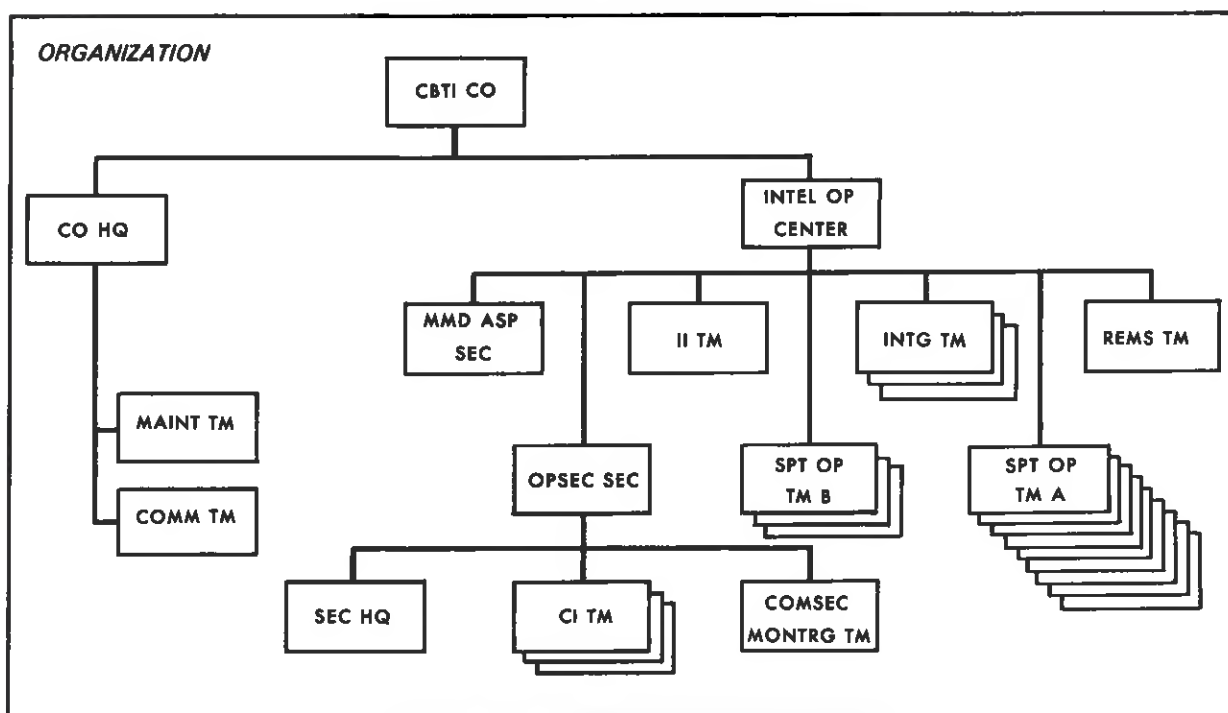 ORGANIZATION
CBTI CO
CO HQ
INTEL OP
CENTER
MMD ASP
SEC
II TM
INTG TM
REMS TM
MAINT TM
COMM TM
OPSEC SEC
SPT OP
TM B
SPT OP
TM A
SEC HQ
CI TM
COMSEC
MONTRG TM